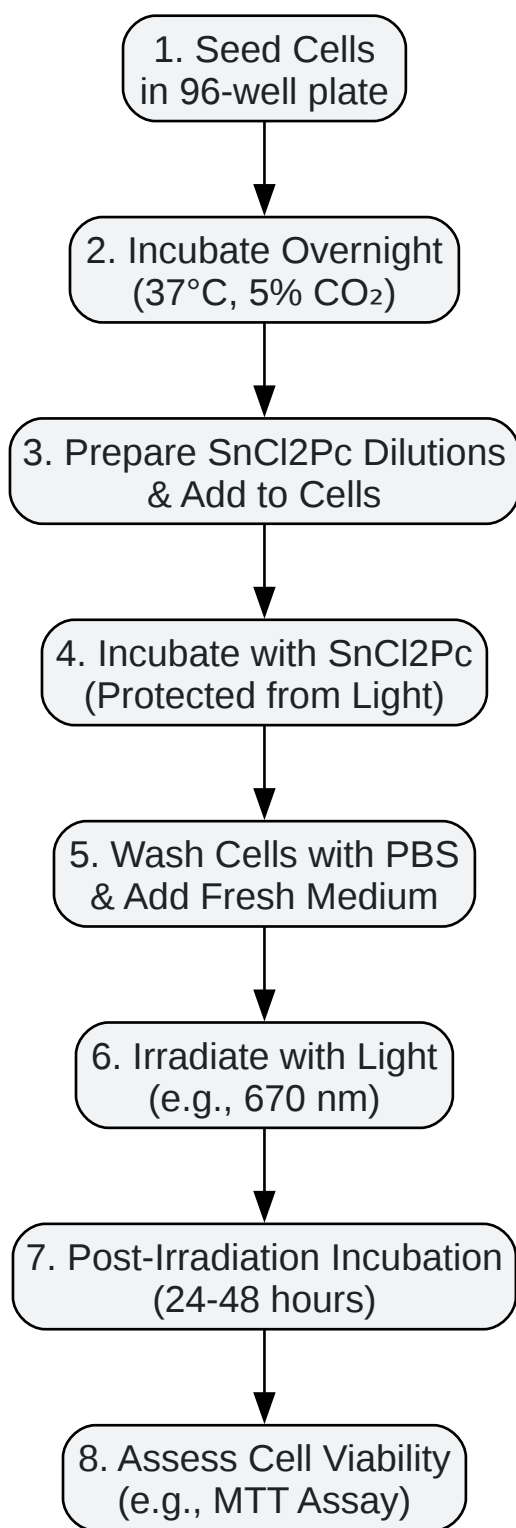 1. Seed Cells
in 96-well plate
2. Incubate Overnight
(37°C, 5% CO₂)
3. Prepare SnCl2Pc Dilutions
& Add to Cells
4. Incubate with SnCl2Pc
(Protected from Light)
5. Wash Cells with PBS
& Add Fresh Medium
6. Irradiate with Light
(e.g., 670 nm)
7. Post-Irradiation Incubation
(24-48 hours)
8. Assess Cell Viability
(e.g., MTT Assay)